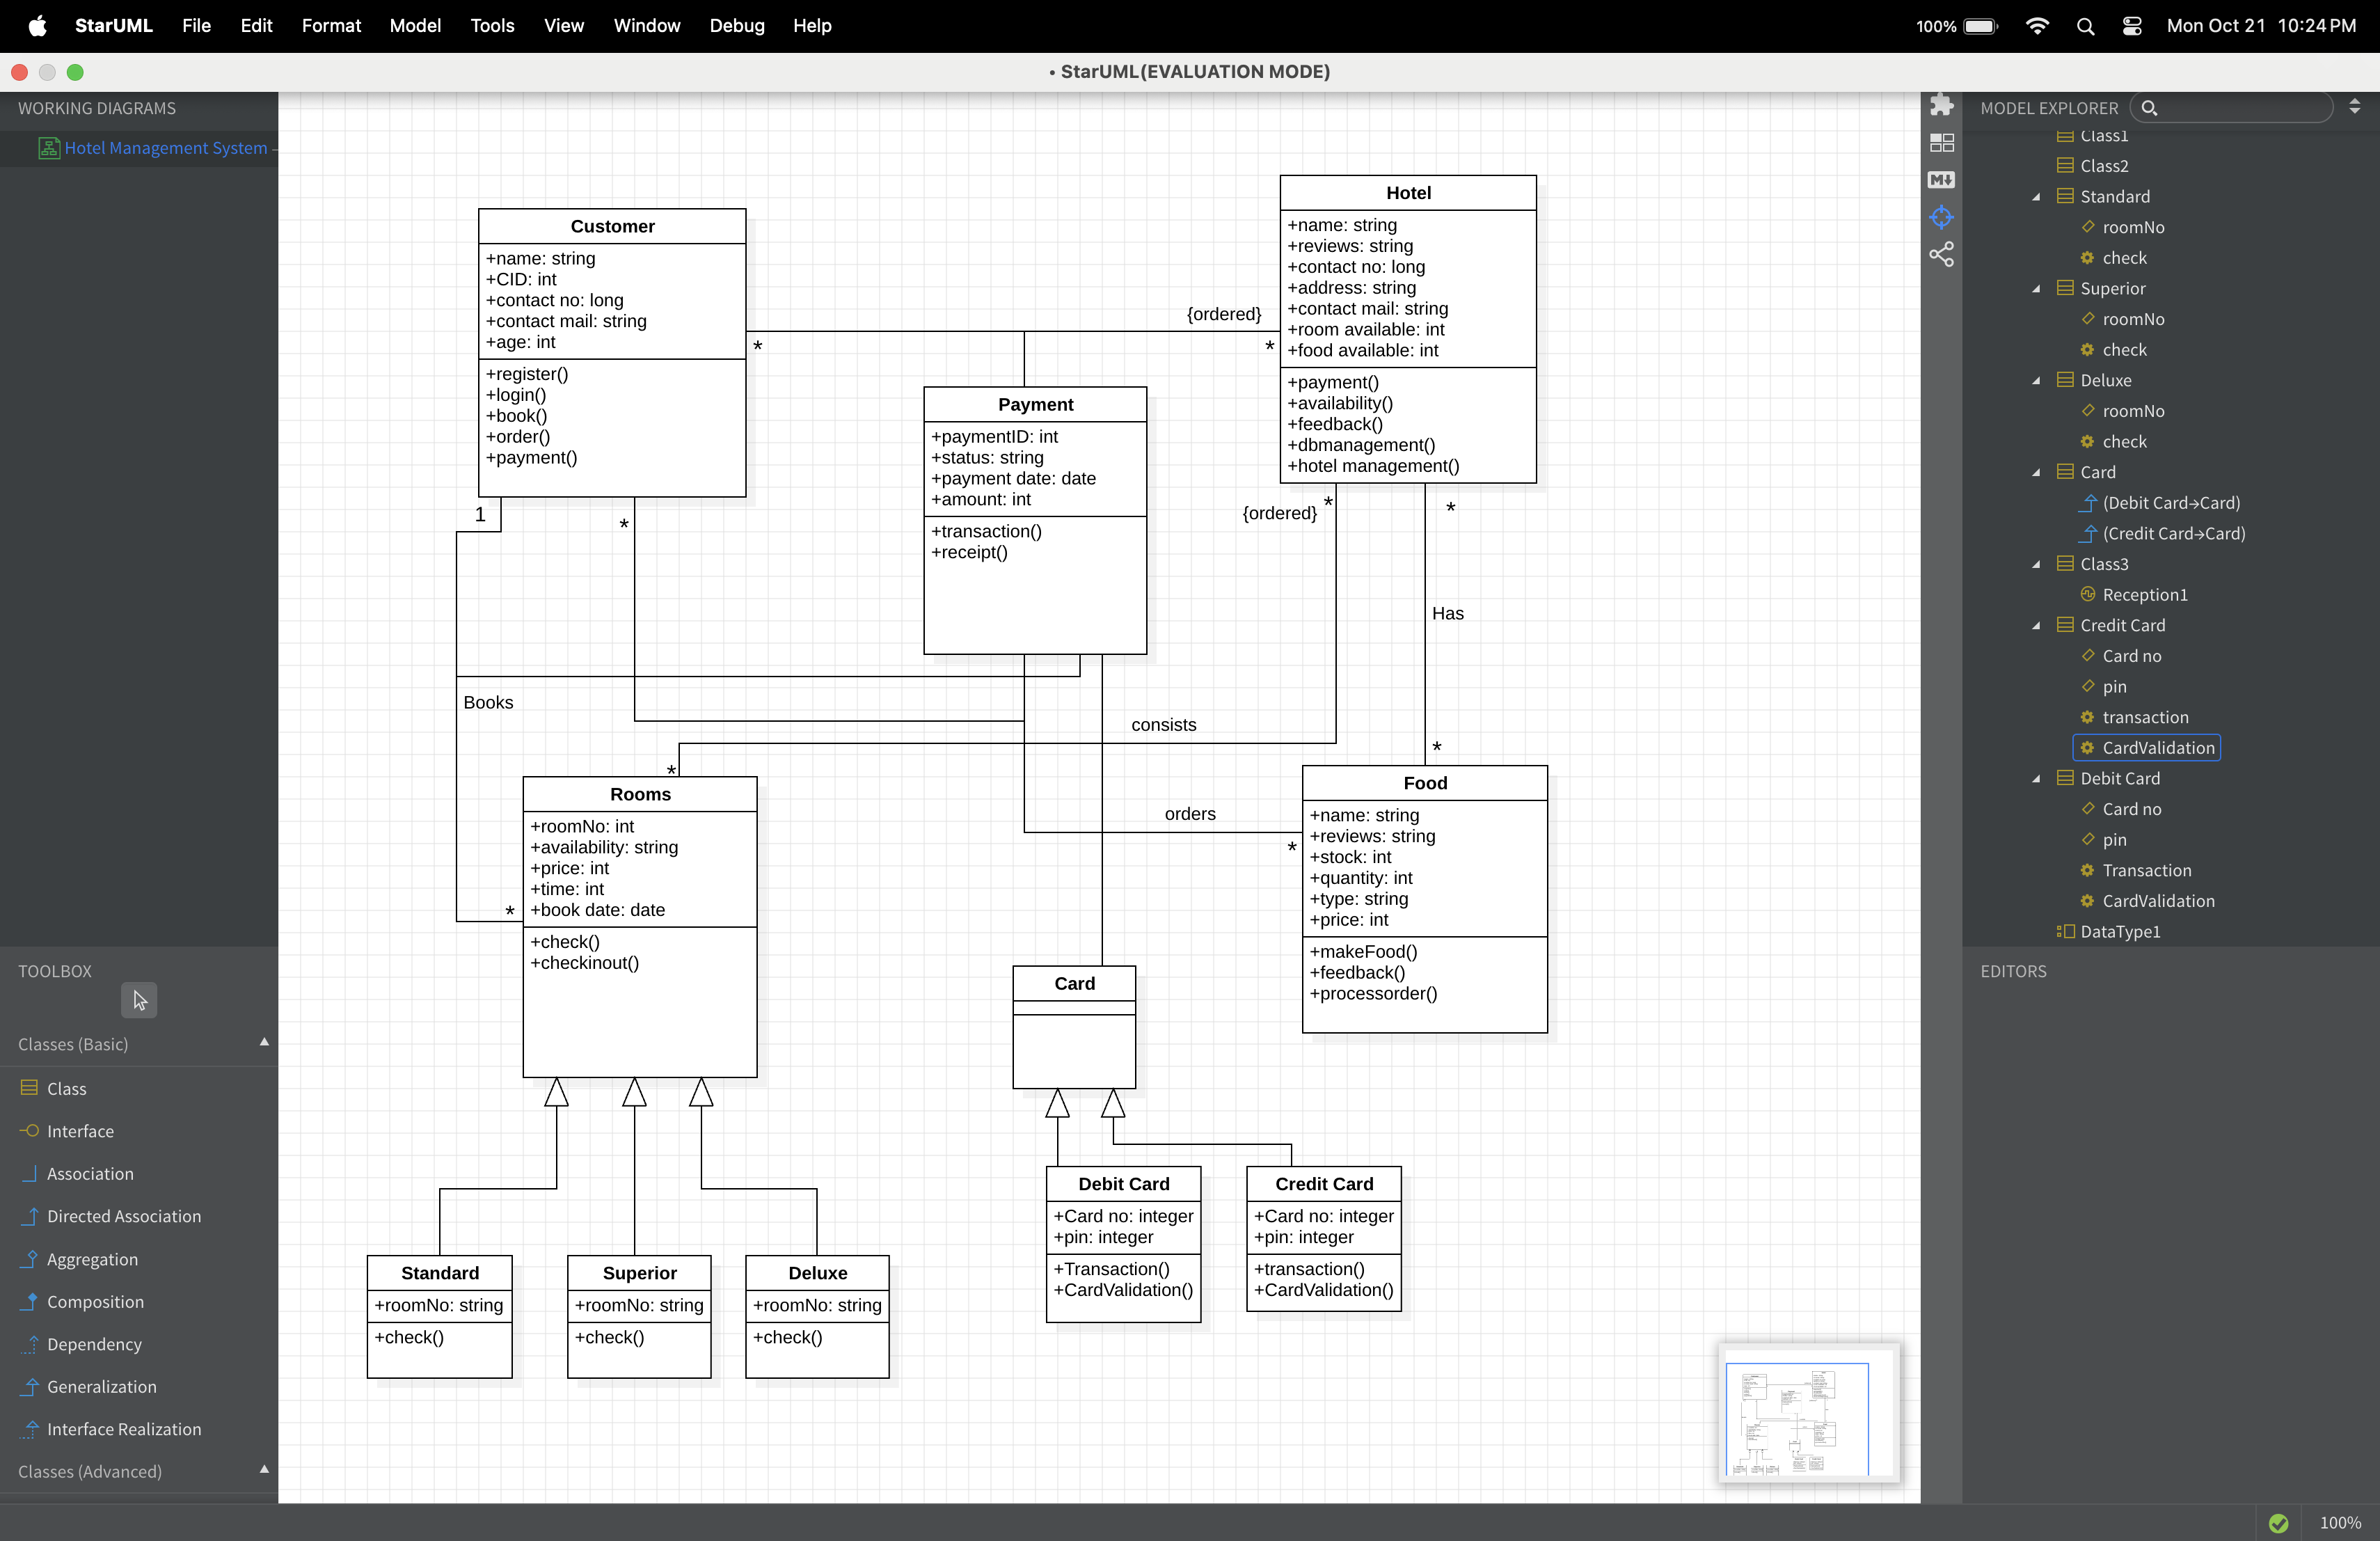 StarUML File Edit Format Model Tools View Window Debug Help 100% Mon Oct 21 10:24 PM
• StarUML(EVALUATION MODE)
WORKING DIAGRAMS
Hotel Management System –
Customer
+name: string
+CID: int
+contact no: long
+contact mail: string
+age: int
+register()
+login()
+book()
+order()
+payment()
Hotel
+name: string
+reviews: string
+contact no: long
+address: string
+contact mail: string
+room available: int
+food available: int
+payment()
+availability()
+feedback()
+dbmanagement()
+hotel management()
{ordered}
*
*
Payment
+paymentID: int
+status: string
+payment date: date
+amount: int
+transaction()
+receipt()
1
*
{ordered}
*
*
Has
Books
consists
*
*
orders
*
*
Rooms
+roomNo: int
+availability: string
+price: int
+time: int
+book date: date
+check()
+checkinout()
Food
+name: string
+reviews: string
+stock: int
+quantity: int
+type: string
+price: int
+makeFood()
+feedback()
+processorder()
Card
Debit Card
+Card no: integer
+pin: integer
+Transaction()
+CardValidation()
Credit Card
+Card no: integer
+pin: integer
+transaction()
+CardValidation()
Standard
+roomNo: string
+check()
Superior
+roomNo: string
+check()
Deluxe
+roomNo: string
+check()
TOOLBOX
Classes (Basic)
Class
Interface
Association
Directed Association
Aggregation
Composition
Dependency
Generalization
Interface Realization
Classes (Advanced)
MODEL EXPLORER
Class1
Class2
Standard
roomNo
check
Superior
roomNo
check
Deluxe
roomNo
check
Card
(Debit Card→Card)
(Credit Card→Card)
Class3
Reception1
Credit Card
Card no
pin
transaction
CardValidation
Debit Card
Card no
pin
Transaction
CardValidation
DataType1
EDITORS
100%